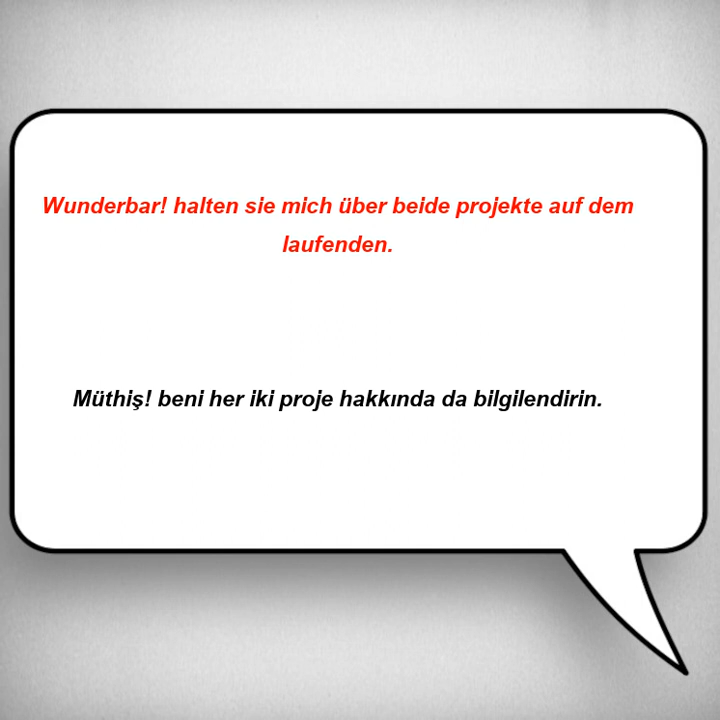 Wunderbar! halten sie mich über beide projekte auf dem
laufenden.
Müthiş! beni her iki proje hakkında da bilgilendirin.